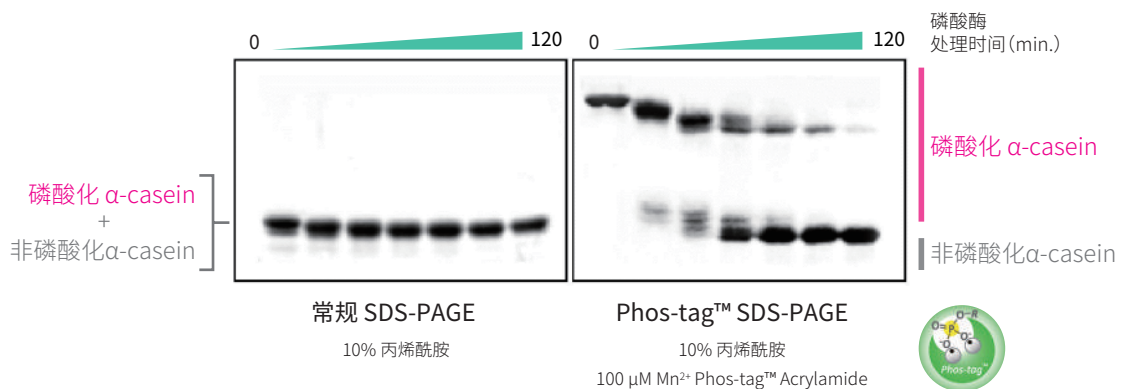 0
120
0
120
磷酸酶
处理时间(min.)
磷酸化 α-casein
+
非磷酸化α-casein
磷酸化 α-casein
非磷酸化α-casein
常规 SDS-PAGE
10% 丙烯酰胺
Phos-tag™ SDS-PAGE
10% 丙烯酰胺
100 μM Mn²⁺ Phos-tag™ Acrylamide
O-R
O=P
O⁻
⁻O
Phos-tag™